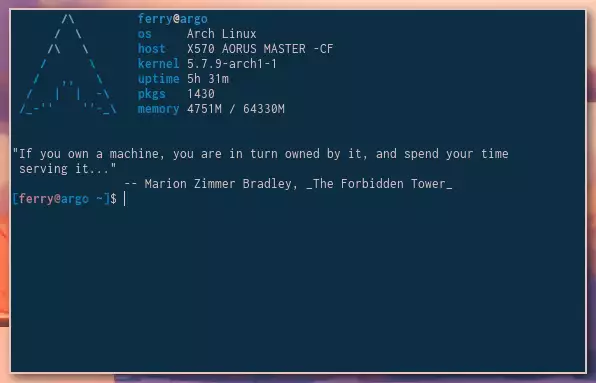 ferry@argo
os Arch Linux
host X570 AORUS MASTER -CF
kernel 5.7.9-arch1-1
uptime 5h 31m
pkgs 1430
memory 4751M / 64330M
"If you own a machine, you are in turn owned by it, and spend your time
serving it..."
-- Marion Zimmer Bradley, _The Forbidden Tower_
[ferry@argo ~]$